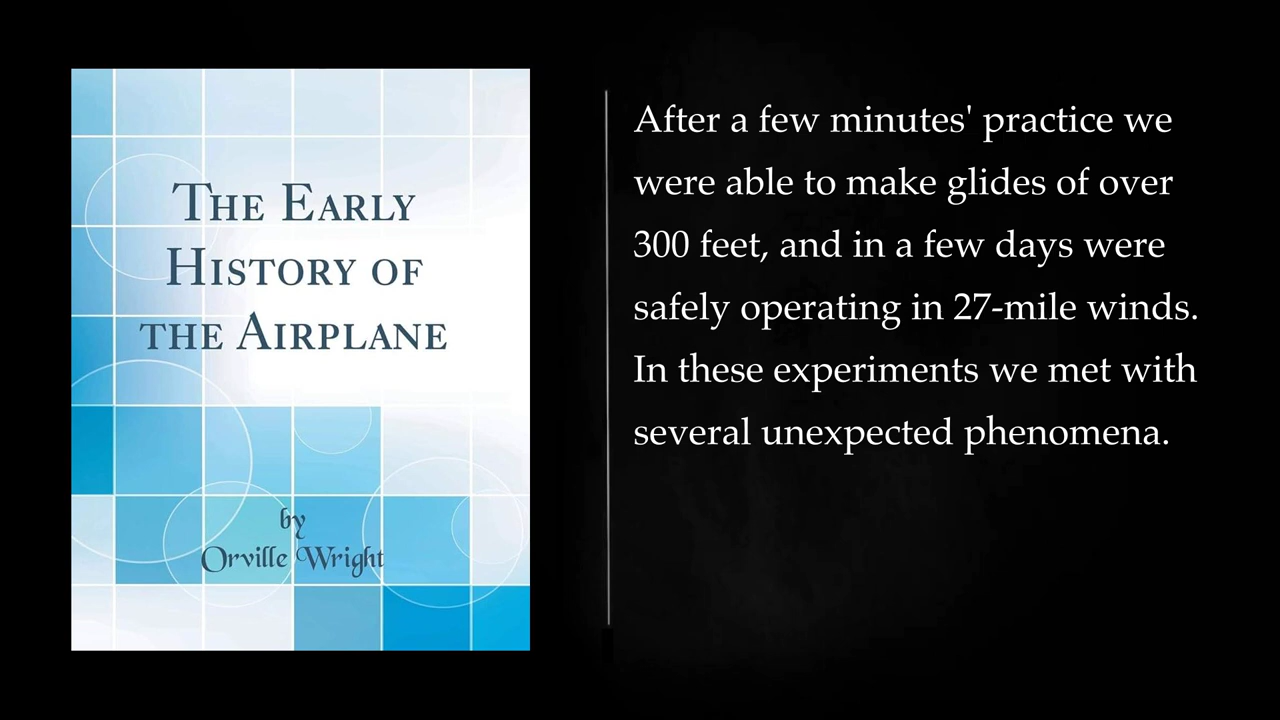 The Early
History of
the Airplane
by
Orville Wright
After a few minutes' practice we
were able to make glides of over
300 feet, and in a few days were
safely operating in 27-mile winds.
In these experiments we met with
several unexpected phenomena.